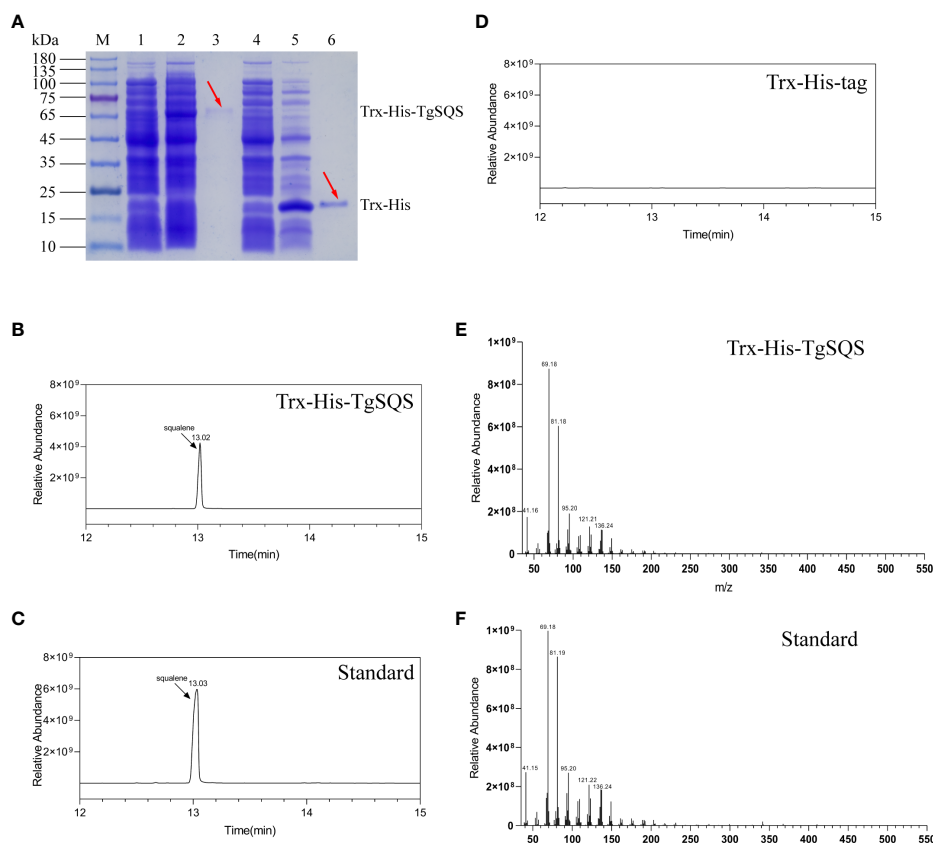 A
kDa M 1 2 3 4 5 6
180
135
100
75
65
45
35
25
15
10
Trx-His-TgSQS
Trx-His
B
Trx-His-TgSQS
squalene 13.02
8×10⁹
6×10⁹
4×10⁹
2×10⁹
Relative Abundance
12 13 14 15
Time(min)
C
Standard
squalene 13.03
8×10⁹
6×10⁹
4×10⁹
2×10⁹
Relative Abundance
12 13 14 15
Time(min)
D
Trx-His-tag
8×10⁹
6×10⁹
4×10⁹
2×10⁹
Relative Abundance
12 13 14 15
Time(min)
E
Trx-His-TgSQS
1×10⁹
8×10⁸
6×10⁸
4×10⁸
2×10⁸
0
Relative Abundance
69.18
81.18
41.16
95.20
121.21
136.24
50 100 150 200 250 300 350 400 450 500 550
m/z
F
Standard
1×10⁹
8×10⁸
6×10⁸
4×10⁸
2×10⁸
0
Relative Abundance
69.18
81.19
41.15
95.20
121.22
136.24
50 100 150 200 250 300 350 400 450 500 550